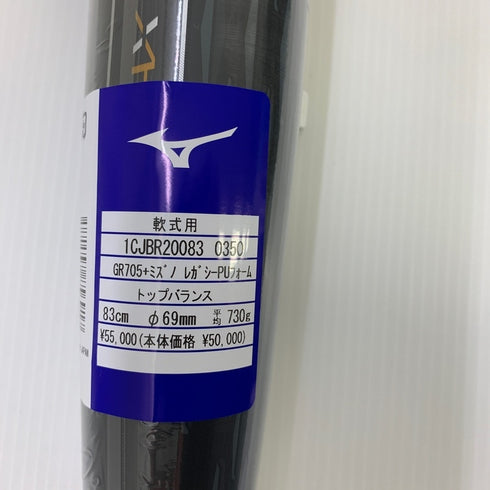 軟式用
1CJBR20083 0350
GR705+ミズノ レガシーPUフォーム
トップバランス
83cm φ69mm 平均 730g
¥55,000(本体価格 ¥50,000)